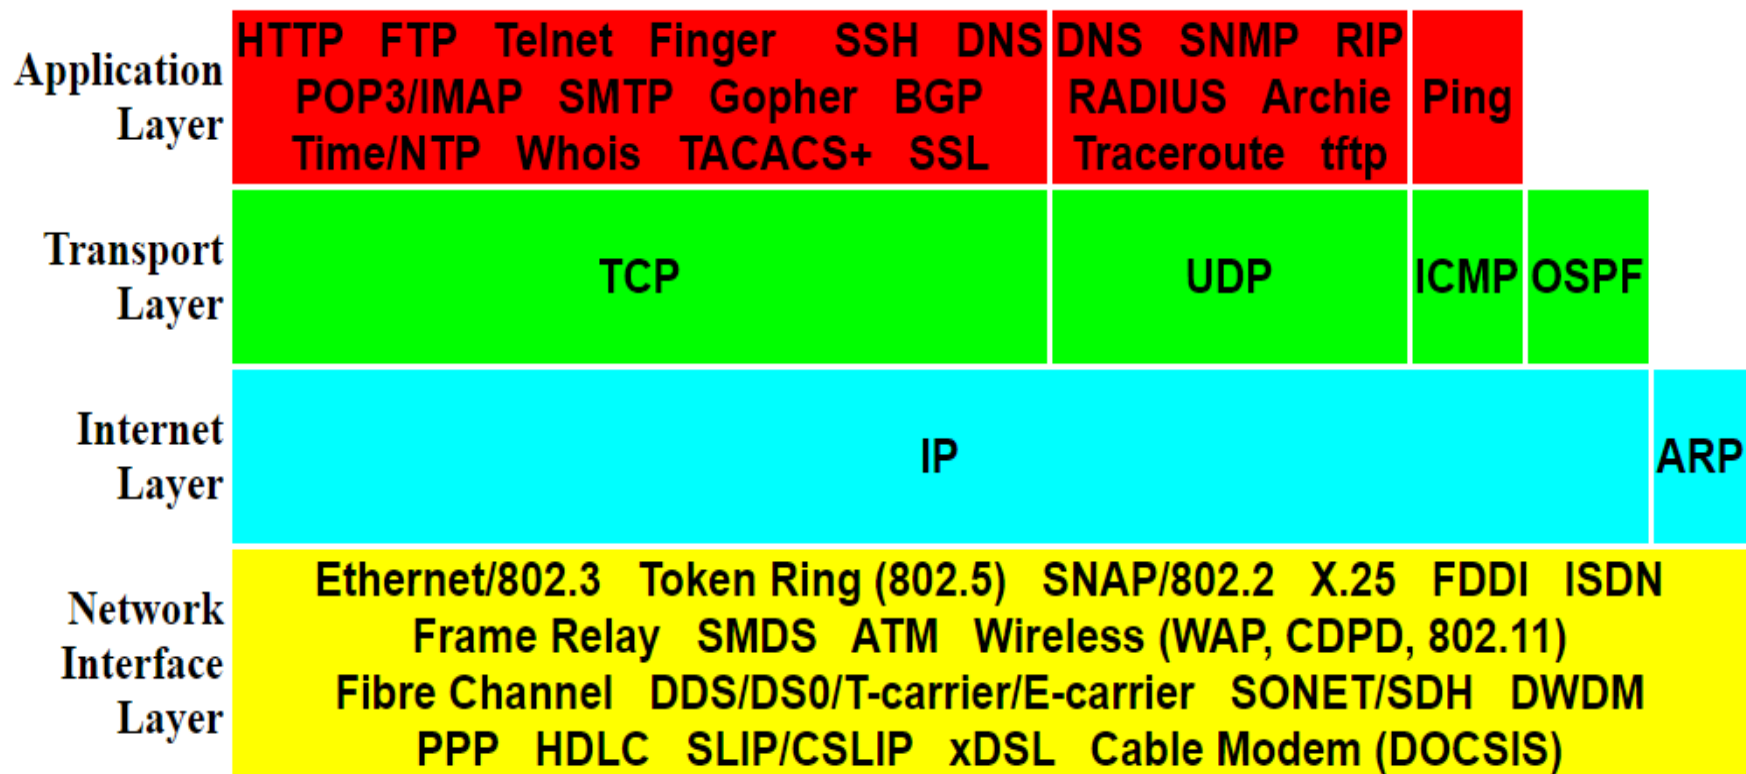 Application
Layer
HTTP FTP Telnet Finger SSH DNS
POP3/IMAP SMTP Gopher BGP
Time/NTP Whois TACACS+ SSL
DNS SNMP RIP
RADIUS Archie
Traceroute tftp
Ping
Transport
Layer
TCP
UDP
ICMP
OSPF
Internet
Layer
IP
ARP
Network
Interface
Layer
Ethernet/802.3 Token Ring (802.5) SNAP/802.2 X.25 FDDI ISDN
Frame Relay SMDS ATM Wireless (WAP, CDPD, 802.11)
Fibre Channel DDS/DS0/T-carrier/E-carrier SONET/SDH DWDM
PPP HDLC SLIP/CSLIP xDSL Cable Modem (DOCSIS)